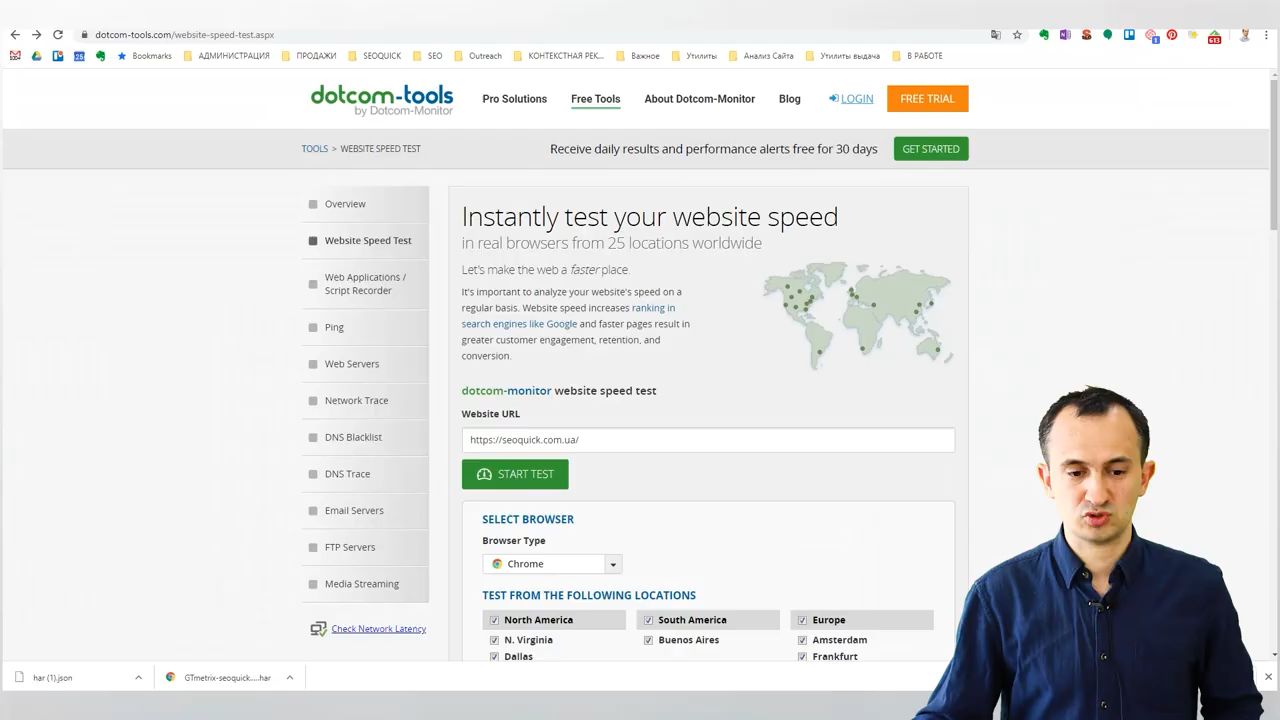 dotcom-tools.com/website-speed-test.aspx
Bookmarks
АДМИНИСТРАЦИЯ
ПРОДАЖИ
SEOQUICK
SEO
Outreach
КОНТЕКСТНАЯ РЕК...
Важное
Утилиты
Анализ Сайта
Утилиты выдача
В РАБОТЕ
dotcom-tools
by Dotcom-Monitor
Pro Solutions
Free Tools
About Dotcom-Monitor
Blog
LOGIN
FREE TRIAL
TOOLS > WEBSITE SPEED TEST
Receive daily results and performance alerts free for 30 days
GET STARTED
Overview
Website Speed Test
Web Applications /
Script Recorder
Ping
Web Servers
Network Trace
DNS Blacklist
DNS Trace
Email Servers
FTP Servers
Media Streaming
Check Network Latency
Instantly test your website speed
in real browsers from 25 locations worldwide
Let's make the web a faster place.
It's important to analyze your website's speed on a
regular basis. Website speed increases ranking in
search engines like Google and faster pages result in
greater customer engagement, retention, and
conversion.
dotcom-monitor website speed test
Website URL
https://seoquick.com.ua/
START TEST
SELECT BROWSER
Browser Type
Chrome
TEST FROM THE FOLLOWING LOCATIONS
North America
South America
Europe
N. Virginia
Buenos Aires
Amsterdam
Dallas
Frankfurt
har (1).json
GTmetrix-seoquick....har